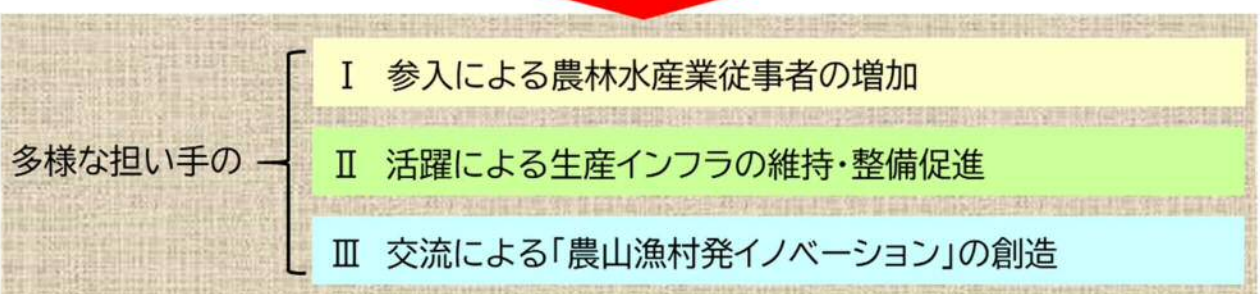 多様な担い手の
Ⅰ 参入による農林水産業従事者の増加
Ⅱ 活躍による生産インフラの維持・整備促進
Ⅲ 交流による「農山漁村発イノベーション」の創造